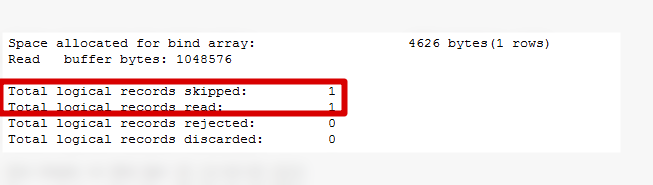 Space allocated for bind array: 4626 bytes(1 rows)
Read buffer bytes: 1048576
Total logical records skipped: 1
Total logical records read: 1
Total logical records rejected: 0
Total logical records discarded: 0